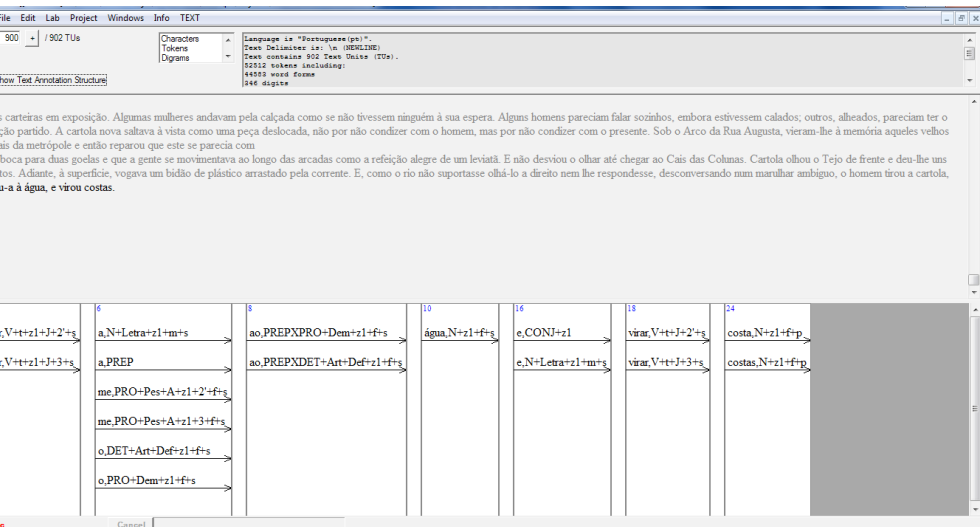 File Edit Lab Project Windows Info TEXT
900 + / 902 TUs
Characters
Tokens
Digrams
Language is "Portuguese(pt)".
Text Delimiter is: \n (NEWLINE)
Text contains 902 Text Units (TUs).
52512 tokens including:
44583 word forms
346 digits
how Text Annotation Structure
s carteiras em exposição. Algumas mulheres andavam pela calçada como se não tivessem ninguém à sua espera. Alguns homens pareciam falar sozinhos, embora estivessem calados; outros, alheados, pareciam ter o
ção partido. A cartola nova saltava à vista como uma peça deslocada, não por não condizer com o homem, mas por não condizer com o presente. Sob o Arco da Rua Augusta, vieram-lhe à memória aqueles velhos
ais da metrópole e então reparou que este se parecia com
boca para duas goelas e que a gente se movimentava ao longo das arcadas como a refeição alegre de um leviatã. E não desviou o olhar até chegar ao Cais das Colunas. Cartola olhou o Tejo de frente e deu-lhe uns
tos. Adiante, à superfície, vogava um bidão de plástico arrastado pela corrente. E, como o rio não suportasse olhá-lo a direito nem lhe respondesse, desconversando num marulhar ambíguo, o homem tirou a cartola,
u-a à água, e virou costas.
6 8 10 16 18 24
r,V+t+z1+J+2'+s a,N+Letra+z1+m+s ao,PREPXPRO+Dem+z1+f+s água,N+z1+f+s e,CONJ+z1 virar,V+t+J+2'+s costa,N+z1+f+p
r,V+t+z1+J+3+s a,PREP ao,PREPXDET+Art+Def+z1+f+s e,N+Letra+z1+m+s virar,V+t+J+3+s costas,N+z1+f+p
me,PRO+Pes+A+z1+2'+f+s
me,PRO+Pes+A+z1+3+f+s
o,DET+Art+Def+z1+f+s
o,PRO+Dem+z1+f+s
Cancel